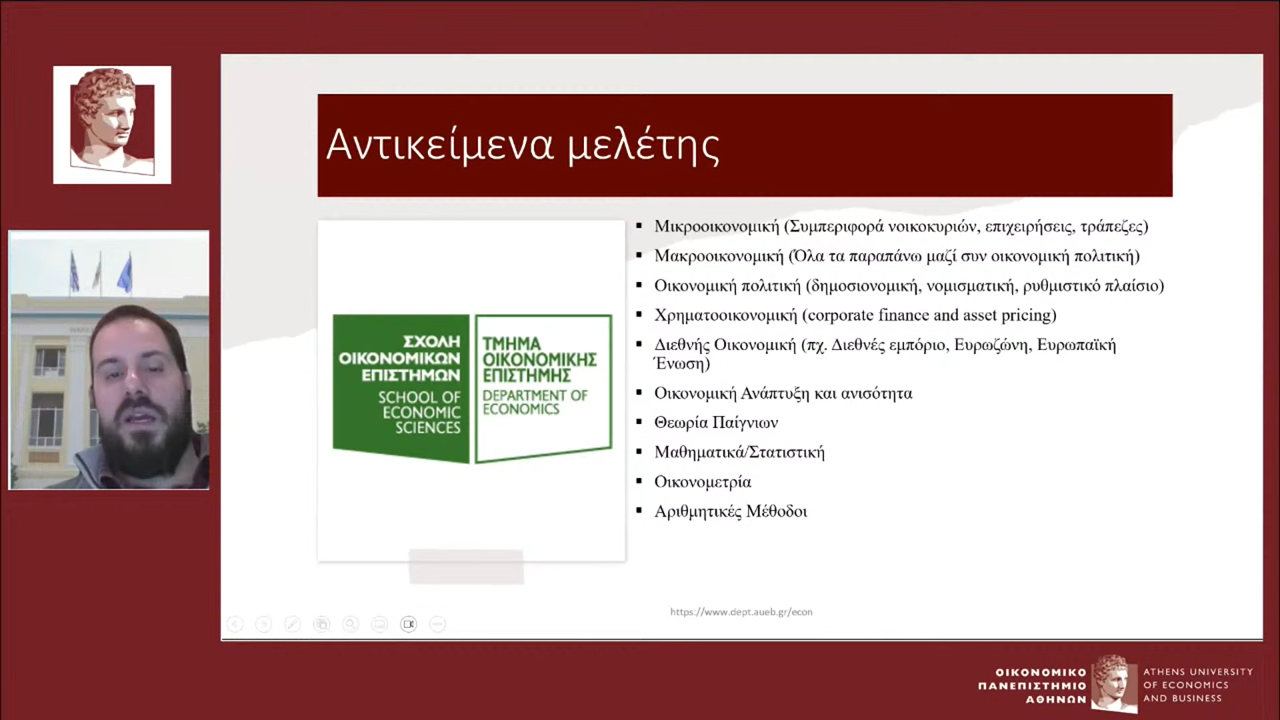 Αντικείμενα μελέτης
ΣΧΟΛΗ
ΟΙΚΟΝΟΜΙΚΩΝ
ΕΠΙΣΤΗΜΩΝ
SCHOOL OF
ECONOMIC
SCIENCES
ΤΜΗΜΑ
ΟΙΚΟΝΟΜΙΚΗΣ
ΕΠΙΣΤΗΜΗΣ
DEPARTMENT OF
ECONOMICS
▪ Μικροοικονομική (Συμπεριφορά νοικοκυριών, επιχειρήσεις, τράπεζες)
▪ Μακροοικονομική (Όλα τα παραπάνω μαζί συν οικονομική πολιτική)
▪ Οικονομική πολιτική (δημοσιονομική, νομισματική, ρυθμιστικό πλαίσιο)
▪ Χρηματοοικονομική (corporate finance and asset pricing)
▪ Διεθνής Οικονομική (πχ. Διεθνές εμπόριο, Ευρωζώνη, Ευρωπαϊκή
Ένωση)
▪ Οικονομική Ανάπτυξη και ανισότητα
▪ Θεωρία Παίγνιων
▪ Μαθηματικά/Στατιστική
▪ Οικονομετρία
▪ Αριθμητικές Μέθοδοι
https://www.dept.aueb.gr/econ
ΟΙΚΟΝΟΜΙΚΟ
ΠΑΝΕΠΙΣΤΗΜΙΟ
ΑΘΗΝΩΝ
ATHENS UNIVERSITY
OF ECONOMICS
AND BUSINESS